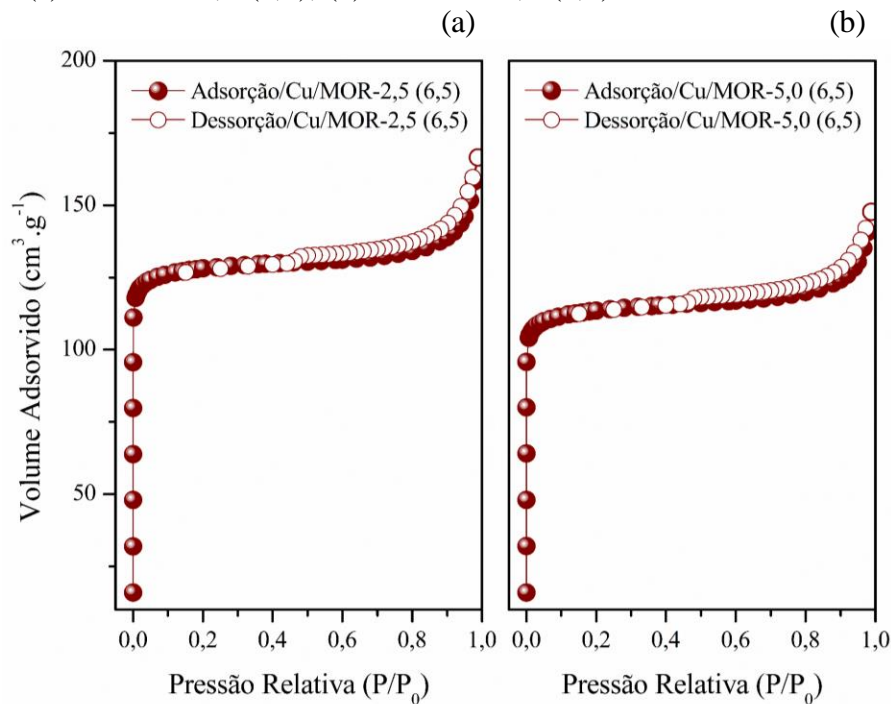 (a)
(b)
Adsorção/Cu/MOR-2,5 (6,5)
Dessorção/Cu/MOR-2,5 (6,5)
Adsorção/Cu/MOR-5,0 (6,5)
Dessorção/Cu/MOR-5,0 (6,5)
Volume Adsorvido (cm³.g⁻¹)
200
150
100
50
0,0 0,2 0,4 0,6 0,8 1,0
0,0 0,2 0,4 0,6 0,8 1,0
Pressão Relativa (P/P₀)
Pressão Relativa (P/P₀)